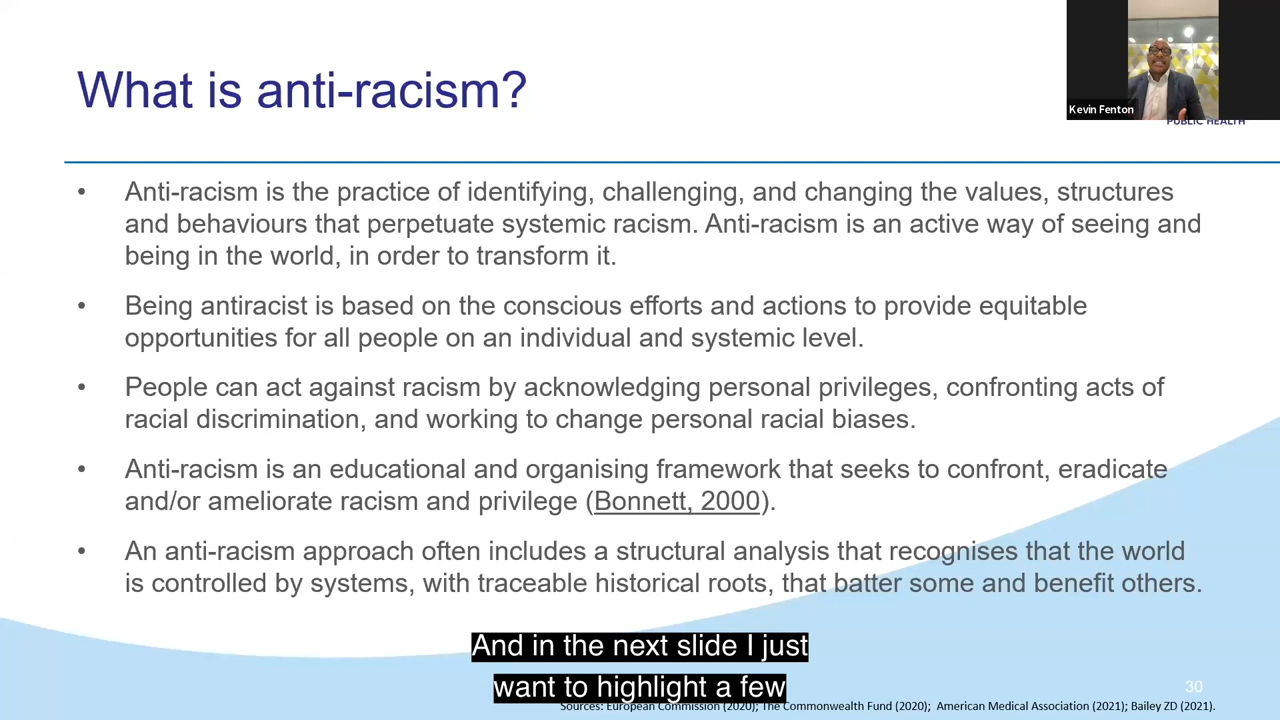 What is anti-racism?
Kevin Fenton
PUBLIC HEALTH
• Anti-racism is the practice of identifying, challenging, and changing the values, structures
and behaviours that perpetuate systemic racism. Anti-racism is an active way of seeing and
being in the world, in order to transform it.
• Being antiracist is based on the conscious efforts and actions to provide equitable
opportunities for all people on an individual and systemic level.
• People can act against racism by acknowledging personal privileges, confronting acts of
racial discrimination, and working to change personal racial biases.
• Anti-racism is an educational and organising framework that seeks to confront, eradicate
and/or ameliorate racism and privilege (Bonnett, 2000).
• An anti-racism approach often includes a structural analysis that recognises that the world
is controlled by systems, with traceable historical roots, that batter some and benefit others.
And in the next slide I just
want to highlight a few
30
Sources: European Commission (2020); The Commonwealth Fund (2020); American Medical Association (2021); Bailey ZD (2021).